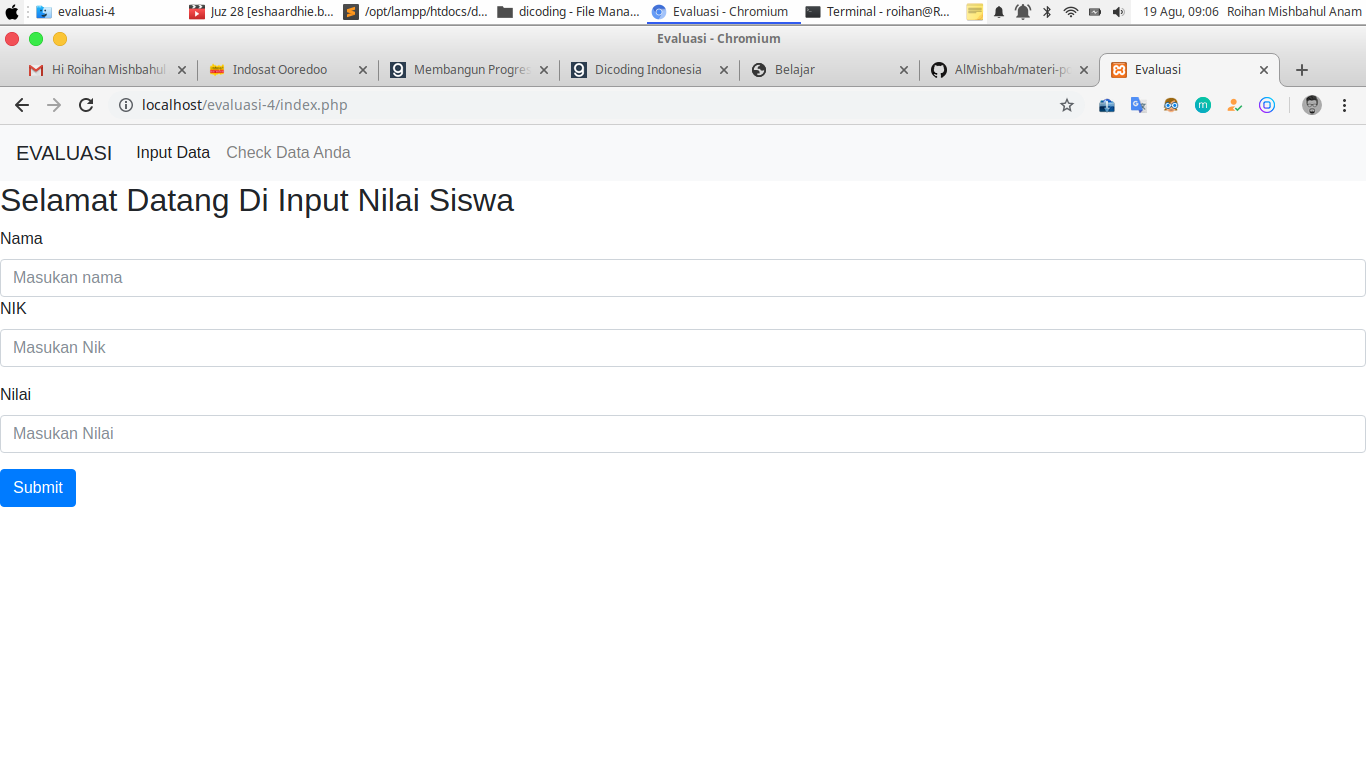 evaluasi-4 Juz 28 [eshaardhie.b... /opt/lampp/htdocs/d... dicoding - File Mana... Evaluasi - Chromium Terminal - roihan@R... 19 Agu, 09:06 Roihan Mishbahul Anam
Evaluasi - Chromium
Hi Roihan Mishbahul Indosat Ooredoo Membangun Progres Dicoding Indonesia Belajar AlMishbah/materi-po Evaluasi
localhost/evaluasi-4/index.php
EVALUASI Input Data Check Data Anda
Selamat Datang Di Input Nilai Siswa
Nama
Masukan nama
NIK
Masukan Nik
Nilai
Masukan Nilai
Submit